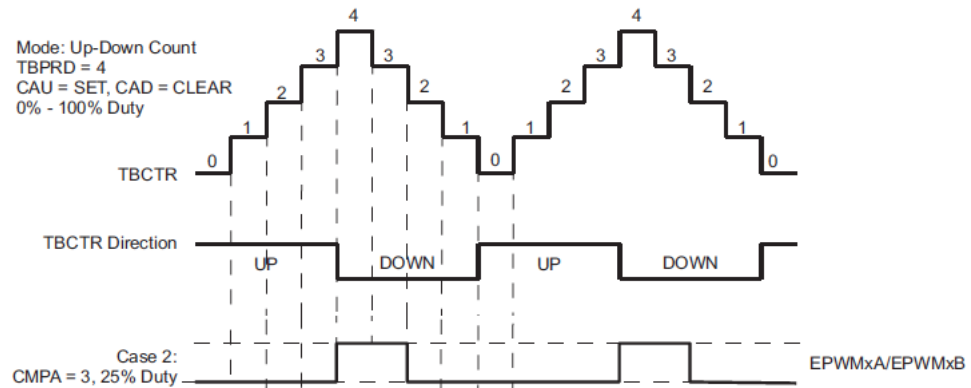 4 4
Mode: Up-Down Count
TBPRD = 4
CAU = SET, CAD = CLEAR
0% - 100% Duty
3 3 3 3
2 2 2 2
1 1 1 1
0 0 0
TBCTR
TBCTR Direction
UP DOWN UP DOWN
Case 2:
CMPA = 3, 25% Duty
EPWMxA/EPWMxB